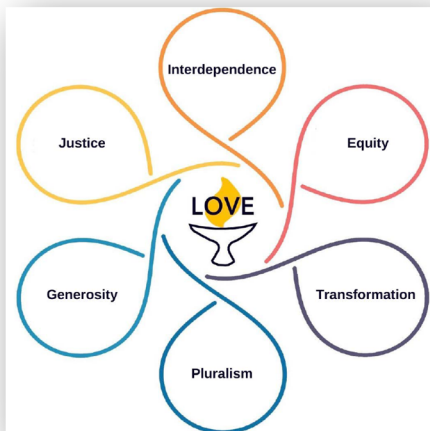 Interdependence
Justice
Equity
LOVE
Generosity
Transformation
Pluralism